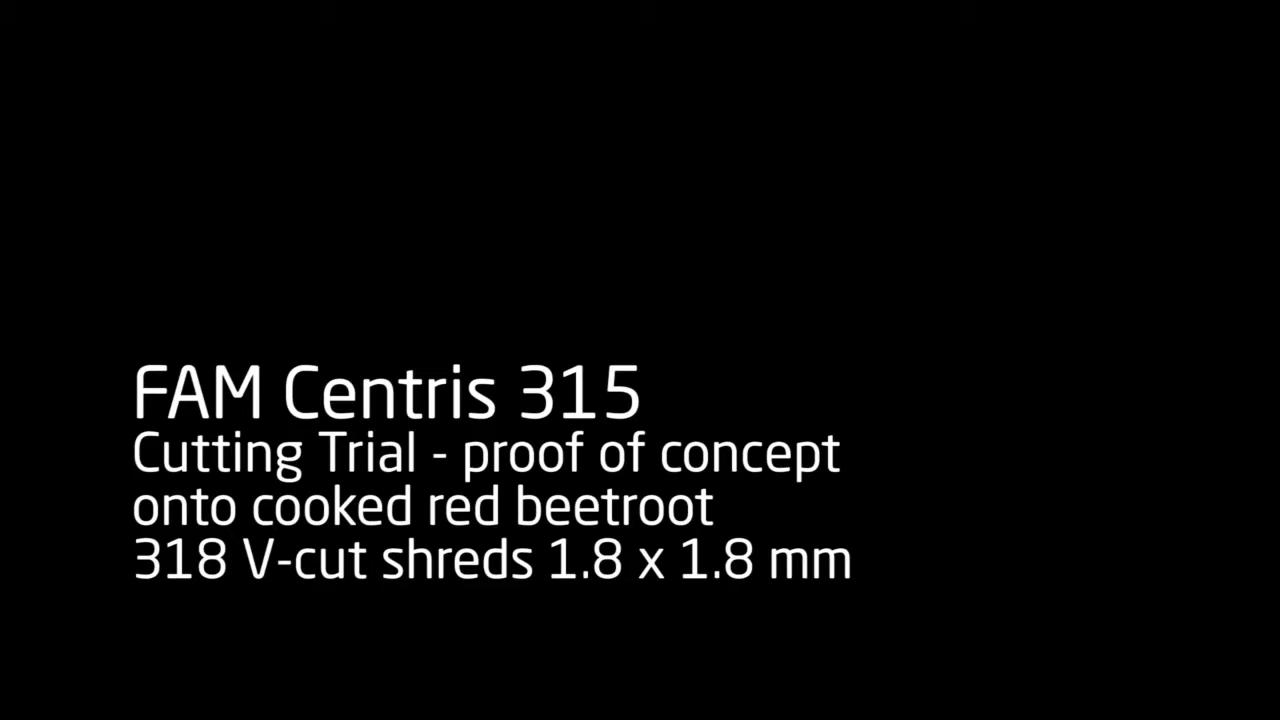 FAM Centris 315
Cutting Trial - proof of concept
onto cooked red beetroot
318 V-cut shreds 1.8 x 1.8 mm